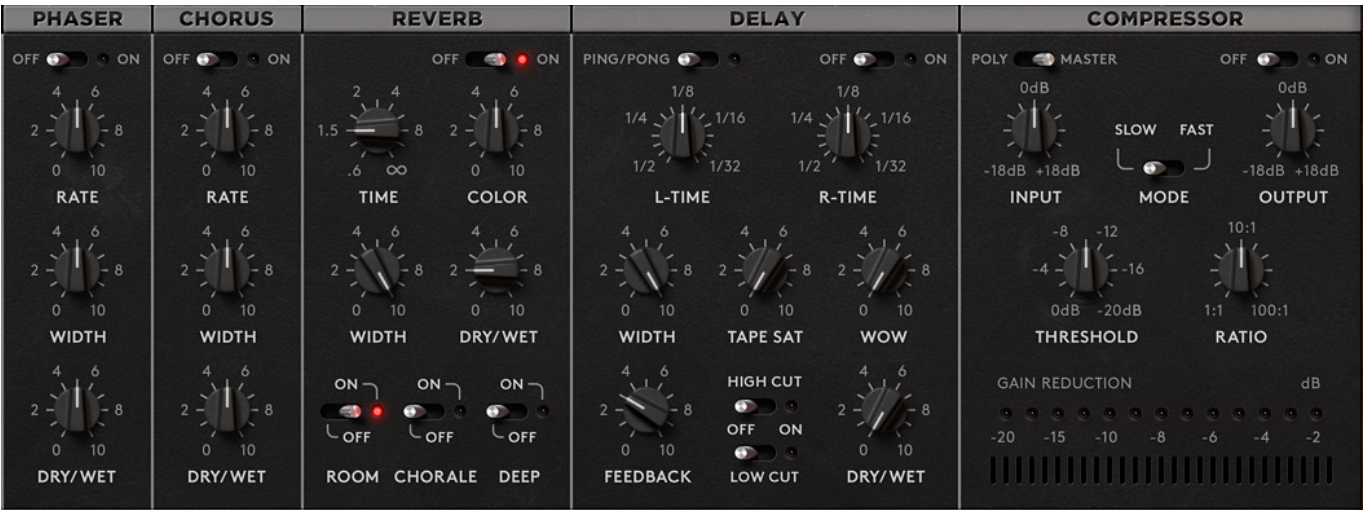 PHASER
OFF ON
4 6
2 8
0 10
RATE
4 6
2 8
0 10
WIDTH
4 6
2 8
0 10
DRY/WET
CHORUS
OFF ON
4 6
2 8
0 10
RATE
4 6
2 8
0 10
WIDTH
4 6
2 8
0 10
DRY/WET
REVERB
OFF ON
2 4
1.5 8
.6 ∞
TIME
4 6
2 8
0 10
COLOR
4 6
2 8
0 10
WIDTH
4 6
2 8
0 10
DRY/WET
ON ON ON
OFF OFF OFF
ROOM CHORALE DEEP
DELAY
PING/PONG OFF ON
1/8
1/4 1/16
1/2 1/32
L-TIME
1/8
1/4 1/16
1/2 1/32
R-TIME
4 6
2 8
0 10
WIDTH
4 6
2 8
0 10
TAPE SAT
4 6
2 8
0 10
WOW
4 6
2 8
0 10
FEEDBACK
HIGH CUT
OFF ON
LOW CUT
4 6
2 8
0 10
DRY/WET
COMPRESSOR
POLY MASTER OFF ON
0dB
-18dB +18dB
INPUT
SLOW FAST
MODE
0dB
-18dB +18dB
OUTPUT
-8 -12
-4 -16
0dB -20dB
THRESHOLD
10:1
1:1 100:1
RATIO
GAIN REDUCTION dB
-20 -15 -10 -8 -6 -4 -2